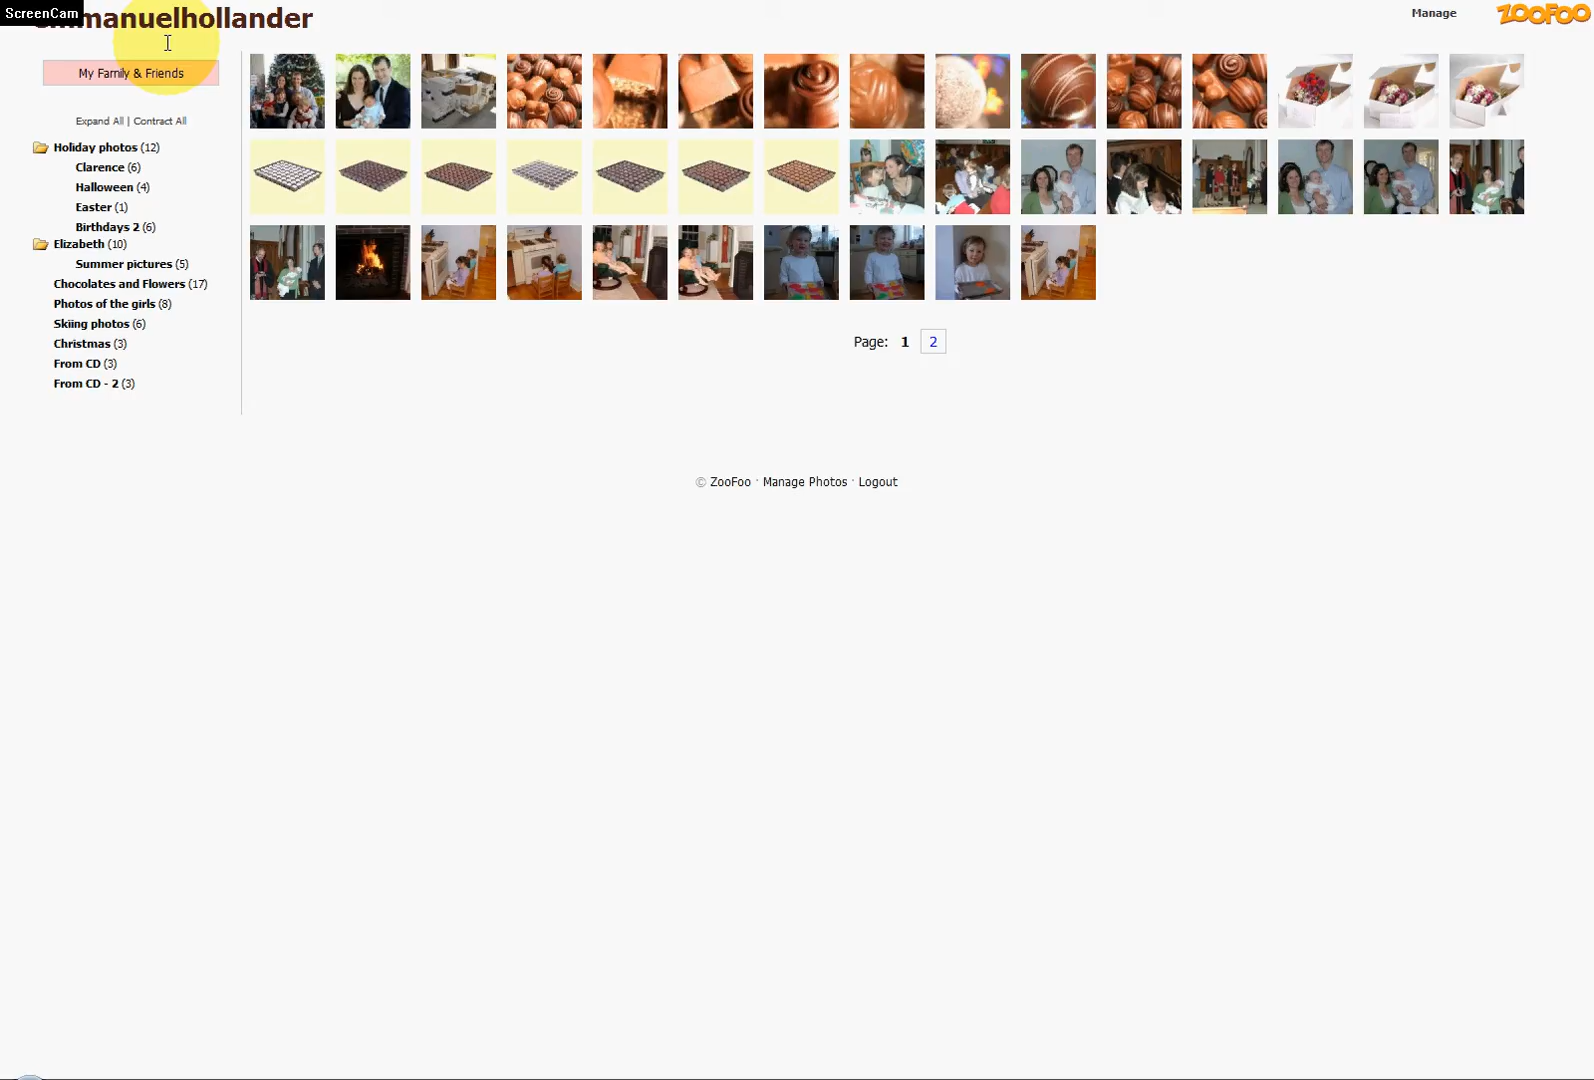 ScreenCam
mmanuelhollander
Manage
ZOOFOO
My Family & Friends
Expand All | Contract All
Holiday photos (12)
Clarence (6)
Halloween (4)
Easter (1)
Birthdays 2 (6)
Elizabeth (10)
Summer pictures (5)
Chocolates and Flowers (17)
Photos of the girls (8)
Skiing photos (6)
Christmas (3)
From CD (3)
From CD - 2 (3)
Page: 1 2
© ZooFoo · Manage Photos · Logout